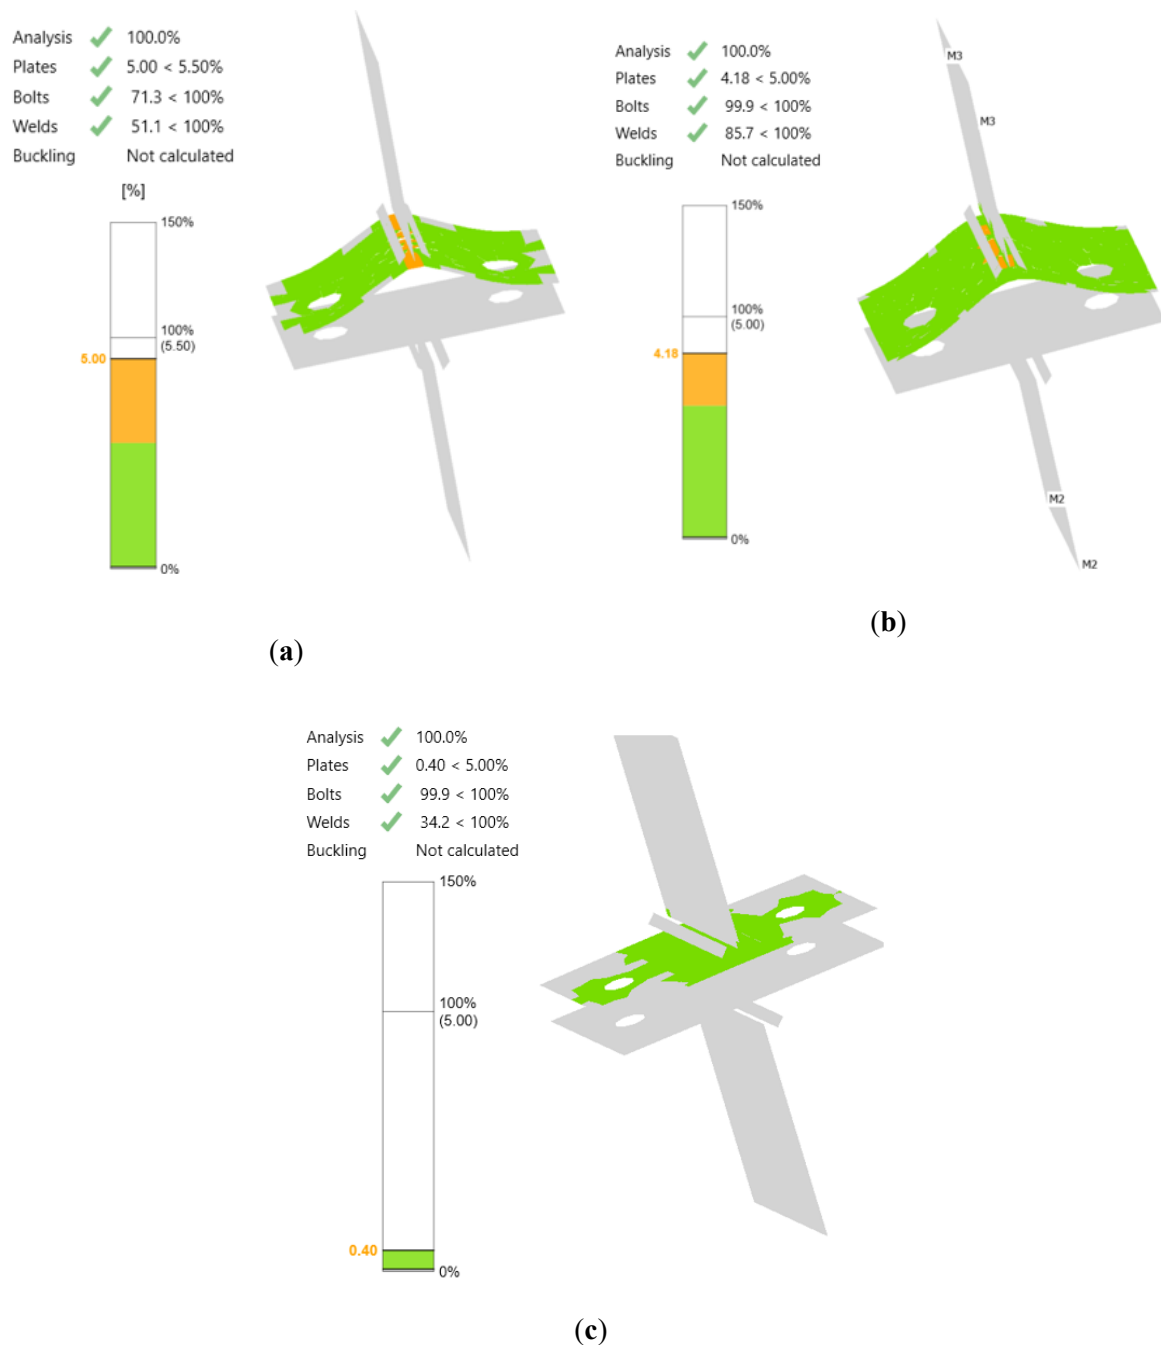 Analysis 100.0%
Plates 5.00 < 5.50%
Bolts 71.3 < 100%
Welds 51.1 < 100%
Buckling Not calculated
[%]
150%
100%
(5.50)
5.00
0%
(a)
Analysis 100.0%
Plates 4.18 < 5.00%
Bolts 99.9 < 100%
Welds 85.7 < 100%
Buckling Not calculated
150%
100%
(5.00)
4.18
0%
M3
M3
M2
M2
(b)
Analysis 100.0%
Plates 0.40 < 5.00%
Bolts 99.9 < 100%
Welds 34.2 < 100%
Buckling Not calculated
150%
100%
(5.00)
0.40
0%
(c)